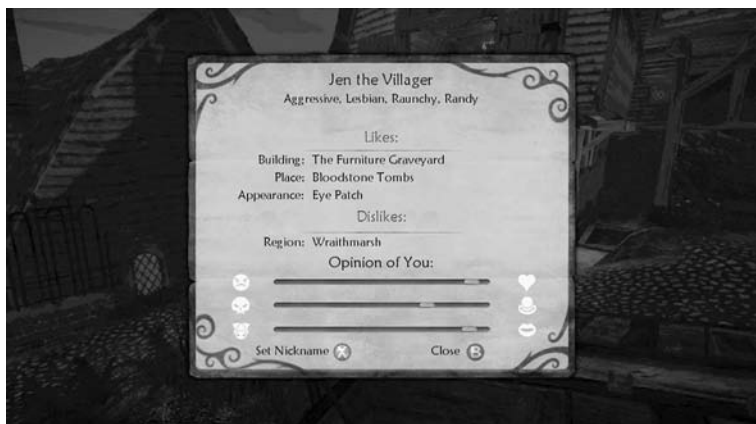 Jen the Villager
Aggressive, Lesbian, Raunchy, Randy
Likes:
Building: The Furniture Graveyard
Place: Bloodstone Tombs
Appearance: Eye Patch
Dislikes:
Region: Wraithmarsh
Opinion of You:
Set Nickname X Close B